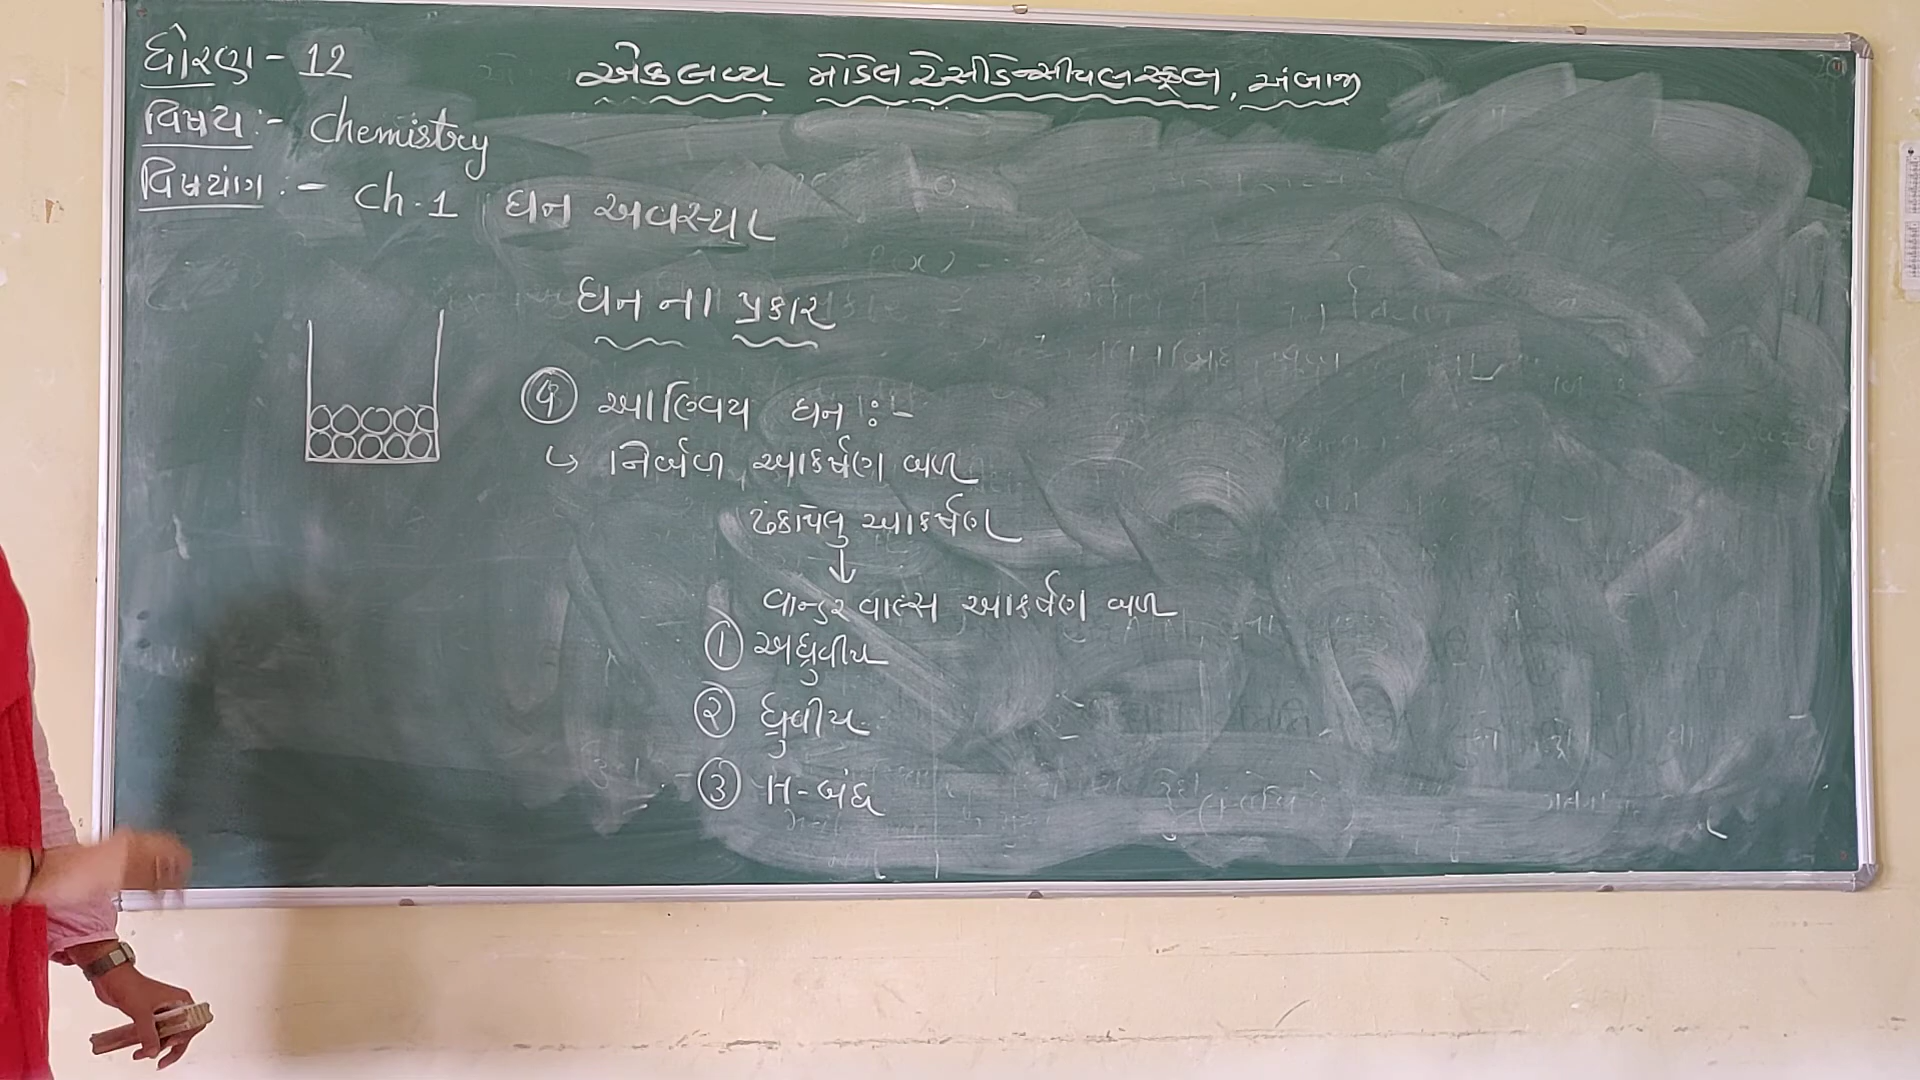 ધોરણ - 12
એકલવ્ય મોડેલ રેસીડેન્સીયલ સ્કૂલ, અંબાજી
વિષય :- Chemistry
વિષયાંગ :- ch.1 ઘન અવસ્થા
ઘન ના પ્રકાર
આણ્વિય ઘન :-
↳ નિર્બળ આકર્ષણ બળ
આકર્ષણ
↓
વાન્ડર વાલ્સ આકર્ષણ બળ
① અધ્રુવીય
② ધ્રુવીય
③ H-બંધ